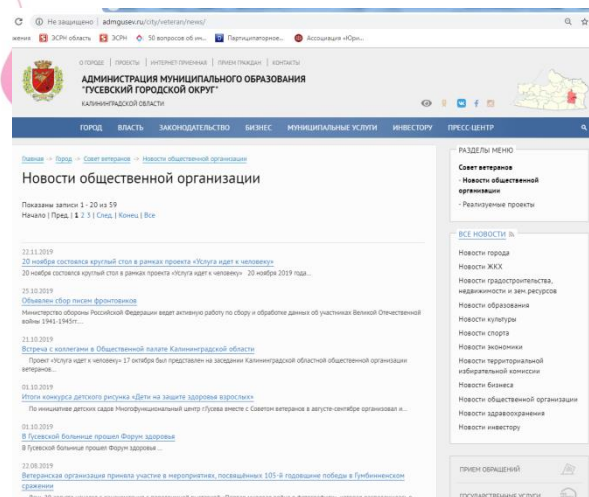 Не защищено | admgusev.ru/city/veteran/news/
жения ЗСРН область ЗСРН 50 вопросов об ин... Партиципаторное... Ассоциация «Юри...
О ГОРОДЕ | ПРОЕКТЫ | ИНТЕРНЕТ-ПРИЕМНАЯ | ПРИЕМ ГРАЖДАН | КОНТАКТЫ
АДМИНИСТРАЦИЯ МУНИЦИПАЛЬНОГО ОБРАЗОВАНИЯ
"ГУСЕВСКИЙ ГОРОДСКОЙ ОКРУГ"
КАЛИНИНГРАДСКОЙ ОБЛАСТИ
ГОРОД ВЛАСТЬ ЗАКОНОДАТЕЛЬСТВО БИЗНЕС МУНИЦИПАЛЬНЫЕ УСЛУГИ ИНВЕСТОРУ ПРЕСС-ЦЕНТР
Главная -> Город -> Совет ветеранов -> Новости общественной организации
Новости общественной организации
Показаны записи 1 - 20 из 59
Начало | Пред. | 1 2 3 | След. | Конец | Все
22.11.2019
20 ноября состоялся круглый стол в рамках проекта «Услуга идет к человеку»
20 ноября состоялся круглый стол в рамках проекта «Услуга идет к человеку» 20 ноября 2019 года...
25.10.2019
Объявлен сбор писем фронтовиков
Министерство обороны Российской Федерации ведет активную работу по сбору и обработке данных об участниках Великой Отечественной
войны 1941-1945гг...
21.10.2019
Встреча с коллегами в Общественной палате Калининградской области
Проект «Услуга идет к человеку» 17 октября был представлен на заседании Калининградской областной общественной организации
ветеранов...
01.10.2019
Итоги конкурса детского рисунка «Дети на защите здоровья взрослых»
По инициативе детских садов Многофункциональный центр г.Гусева вместе с Советом ветеранов в августе-сентябре организовал и...
01.10.2019
В Гусевской больнице прошел Форум здоровья
В Гусевской больнице прошел Форум здоровья...
22.08.2019
Ветеранская организация приняла участие в мероприятиях, посвящённых 105-й годовщине победы в Гумбинненском
сражении
РАЗДЕЛЫ МЕНЮ
Совет ветеранов
- Новости общественной
организации
- Реализуемые проекты
ВСЕ НОВОСТИ
Новости города
Новости ЖКХ
Новости градостроительства,
недвижимости и зем.ресурсов
Новости образования
Новости культуры
Новости спорта
Новости экономики
Новости территориальной
избирательной комиссии
Новости бизнеса
Новости общественной организации
Новости здравоохранения
Новости инвестору
ПРИЕМ ОБРАЩЕНИЙ
ГОСУДАРСТВЕННЫЕ УСЛУГИ